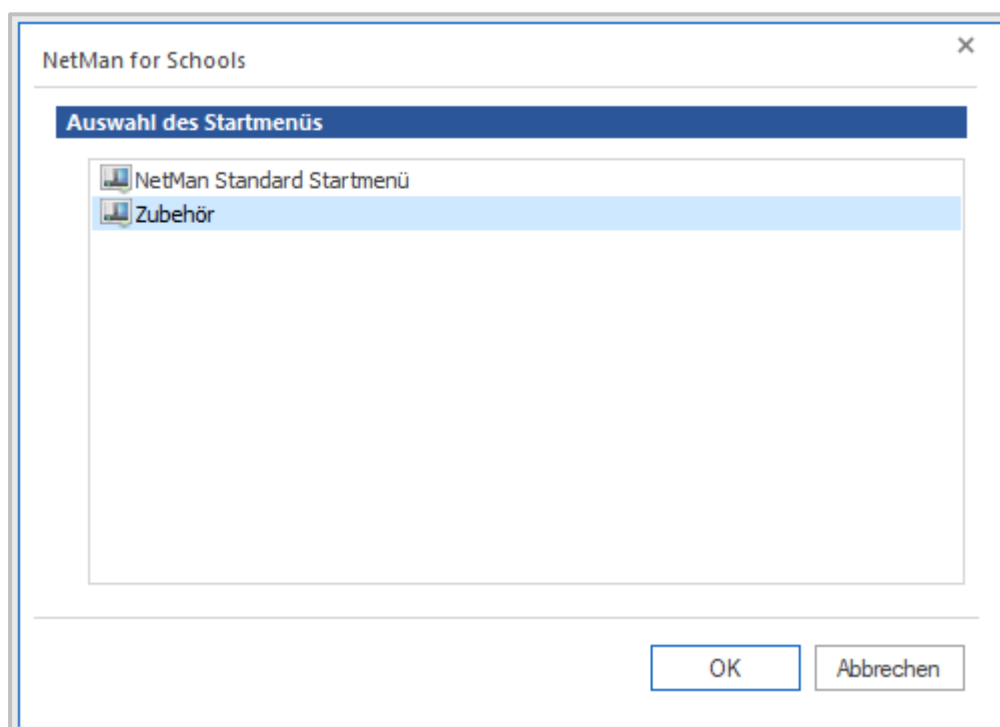 NetMan for Schools
Auswahl des Startmenüs
NetMan Standard Startmenü
Zubehör
OK
Abbrechen